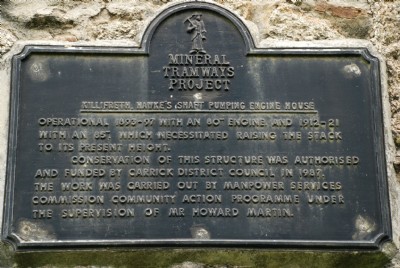 MINERAL
TRAMWAYS
PROJECT
KILLIFRETH, HAWKE'S SHAFT PUMPING ENGINE HOUSE
OPERATIONAL 1893-97 WITH AN 80" ENGINE AND 1912-21
WITH AN 85", WHICH NECESSITATED RAISING THE STACK
TO ITS PRESENT HEIGHT.
CONSERVATION OF THIS STRUCTURE WAS AUTHORISED
AND FUNDED BY CARRICK DISTRICT COUNCIL IN 1987.
THE WORK WAS CARRIED OUT BY MANPOWER SERVICES
COMMISSION COMMUNITY ACTION PROGRAMME UNDER
THE SUPERVISION OF MR HOWARD MARTIN.